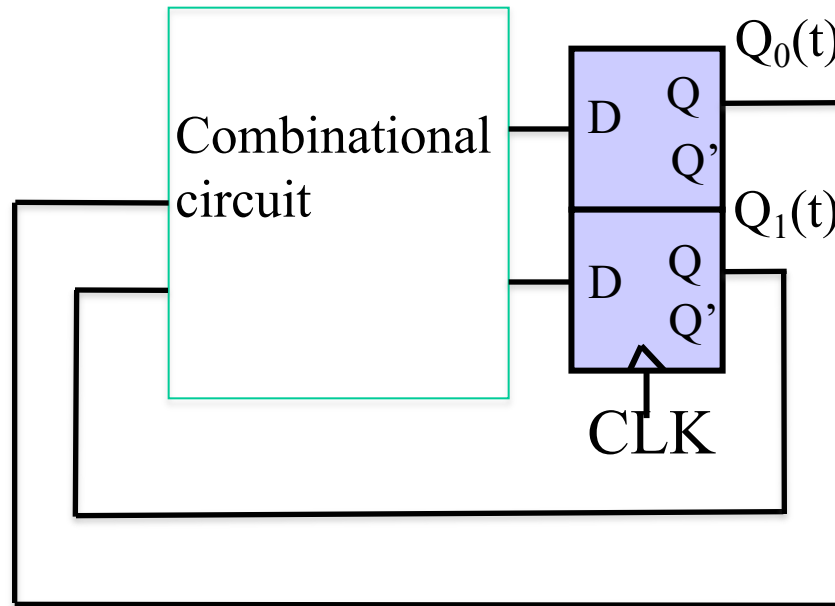 Combinational
circuit
D
Q
Q’
Q₀(t)
D
Q
Q’
Q₁(t)
CLK